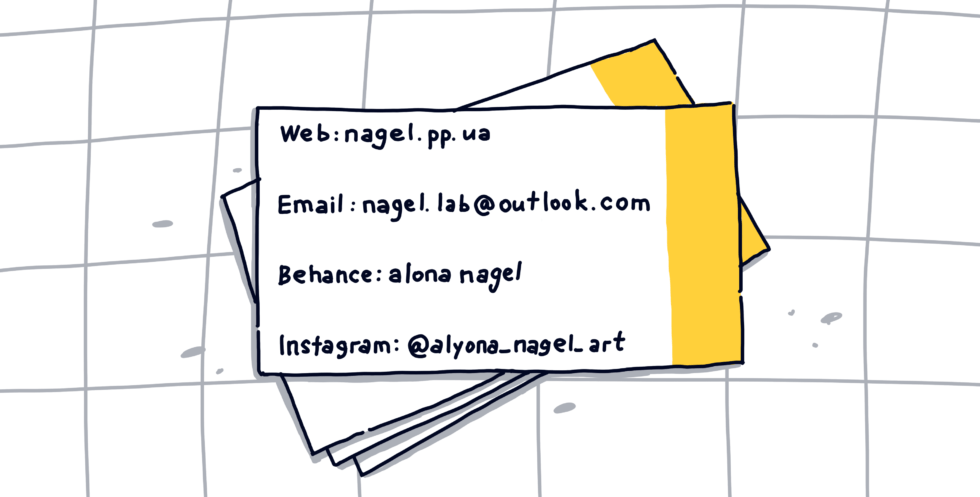 Web: nagel.pp.ua
Email: nagel.lab@outlook.com
Behance: alona nagel
Instagram: @alyona_nagel_art